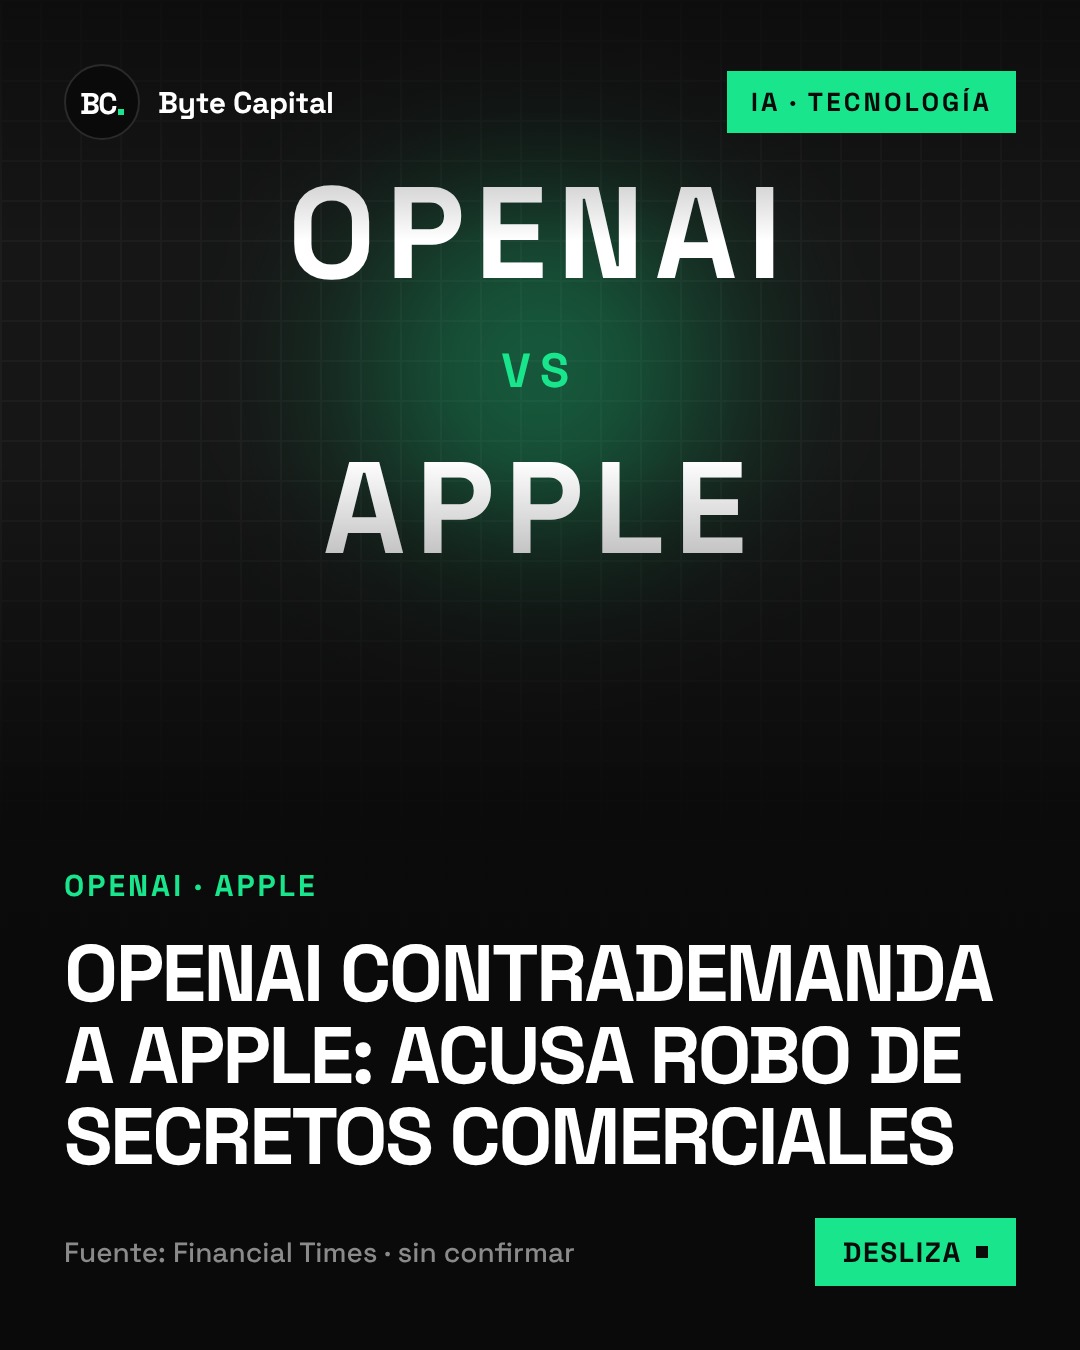 BC.
Byte Capital
IA · TECNOLOGÍA
OPENAI
VS
APPLE
OPENAI · APPLE
OPENAI CONTRADEMANDA
A APPLE: ACUSA ROBO DE
SECRETOS COMERCIALES
Fuente: Financial Times · sin confirmar
DESLIZA